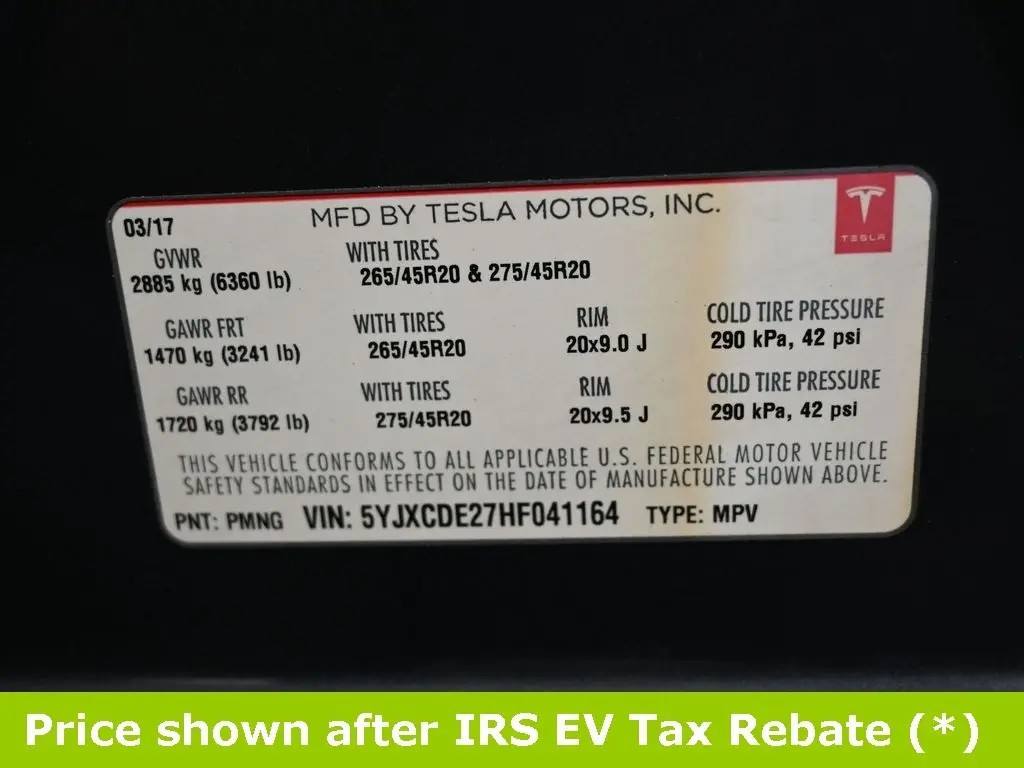 MFD BY TESLA MOTORS, INC.
TESLA
03/17
GVWR WITH TIRES
2885 kg (6360 lb) 265/45R20 & 275/45R20
GAWR FRT WITH TIRES RIM COLD TIRE PRESSURE
1470 kg (3241 lb) 265/45R20 20x9.0 J 290 kPa, 42 psi
GAWR RR WITH TIRES RIM COLD TIRE PRESSURE
1720 kg (3792 lb) 275/45R20 20x9.5 J 290 kPa, 42 psi
THIS VEHICLE CONFORMS TO ALL APPLICABLE U.S. FEDERAL MOTOR VEHICLE
SAFETY STANDARDS IN EFFECT ON THE DATE OF MANUFACTURE SHOWN ABOVE.
PNT: PMNG VIN: 5YJXCDE27HF041164 TYPE: MPV
Price shown after IRS EV Tax Rebate (*)